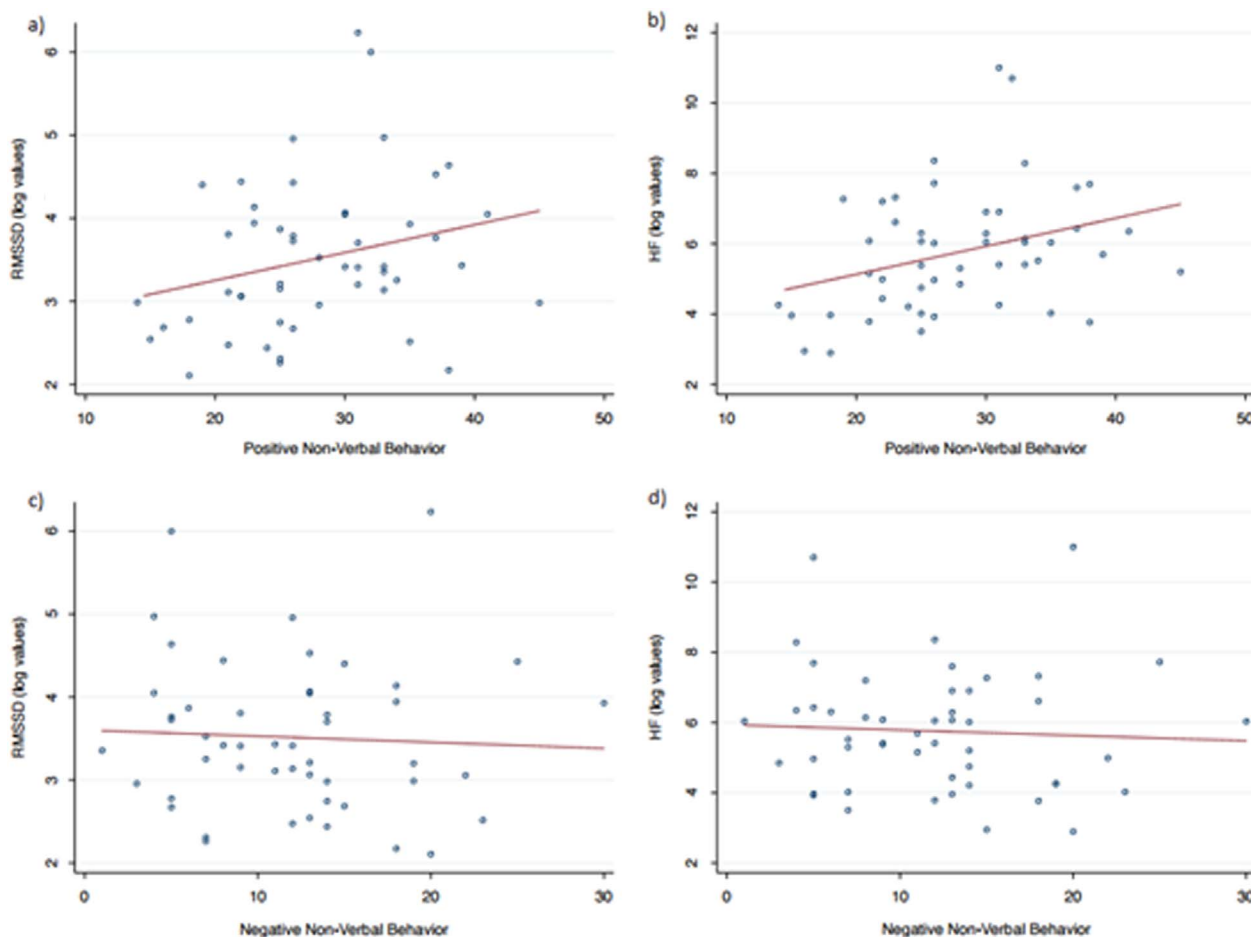 a)
RMSSD (log values)
6
5
4
3
2
10 20 30 40 50
Positive Non-Verbal Behavior
b)
HF (log values)
12
10
8
6
4
2
10 20 30 40 50
Positive Non-Verbal Behavior
c)
RMSSD (log values)
6
5
4
3
2
0 10 20 30
Negative Non-Verbal Behavior
d)
HF (log values)
12
10
8
6
4
2
0 10 20 30
Negative Non-Verbal Behavior